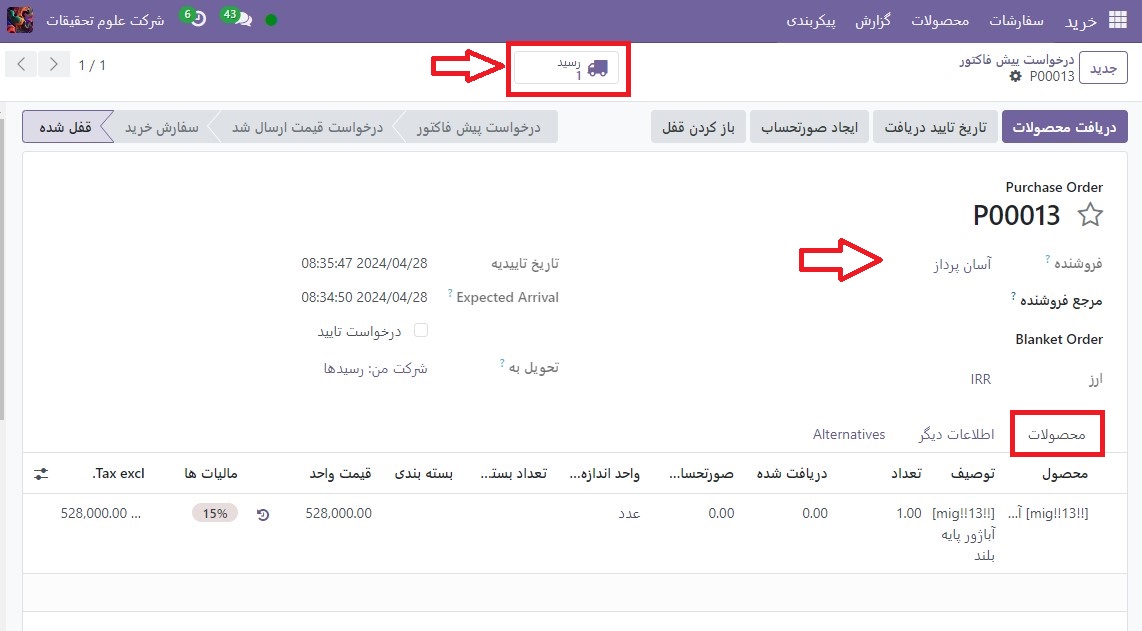 خرید سفارشات محصولات گزارش پیکربندی 43 6 شرکت علوم تحقیقات
جدید
درخواست پیش فاکتور
P00013
رسید
1
1 / 1
دریافت محصولات تاریخ تایید دریافت ایجاد صورتحساب باز کردن قفل
درخواست پیش فاکتور درخواست قیمت ارسال شد سفارش خرید قفل شده
Purchase Order
P00013
فروشنده ? آسان پرداز
مرجع فروشنده ?
Blanket Order
ارز IRR
تاریخ تاییدیه 2024/04/28 08:35:47
Expected Arrival ? 2024/04/28 08:34:50
درخواست تایید
تحویل به ? شرکت من: رسیدها
محصولات اطلاعات دیگر Alternatives
محصول توصیف تعداد دریافت شده صورتحسا... واحد اندازه... تعداد بست... بسته بندی قیمت واحد مالیات ها Tax excl.
[mig!!13!!] آ... [mig!!13!!] 1.00 0.00 0.00 عدد 528,000.00 15% 528,000.00 ...
آباژور پایه
بلند